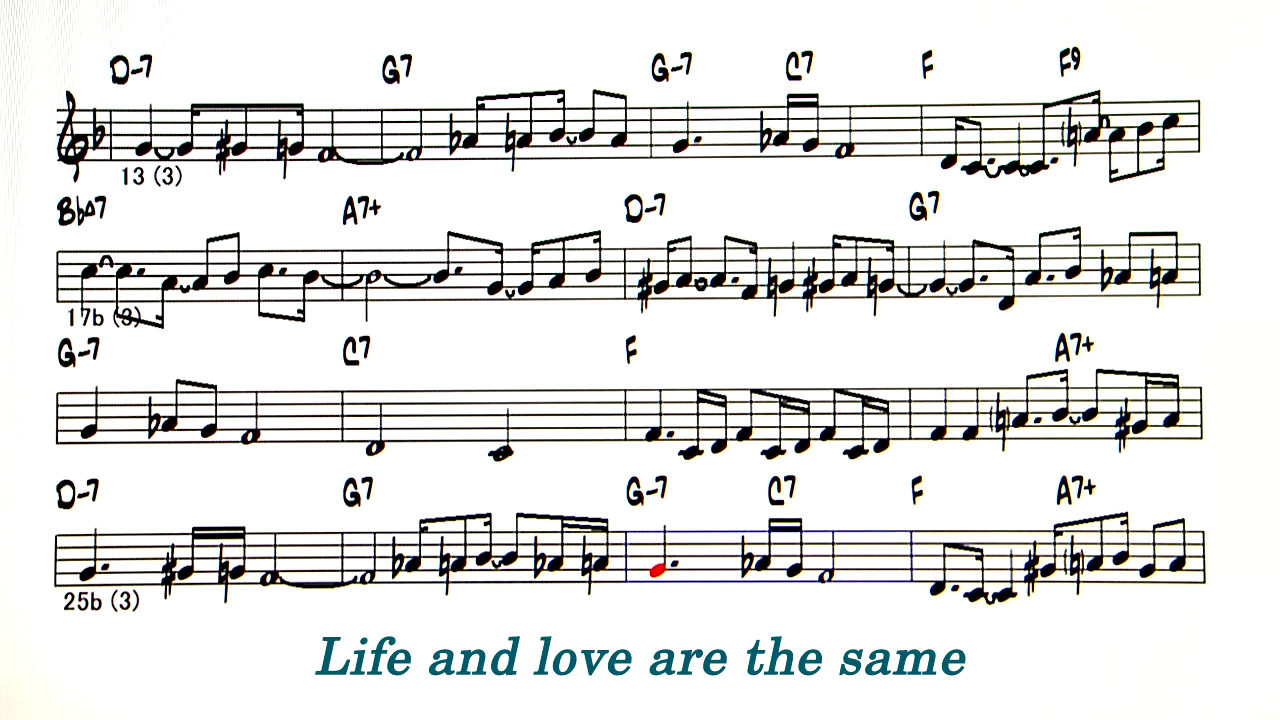 D-7 G7 G-7 C7 F F9
13 (3)
Bb△7 A7+ D-7 G7
17b (3)
G-7 C7 F A7+
D-7 G7 G-7 C7 F A7+
25b (3)
Life and love are the same